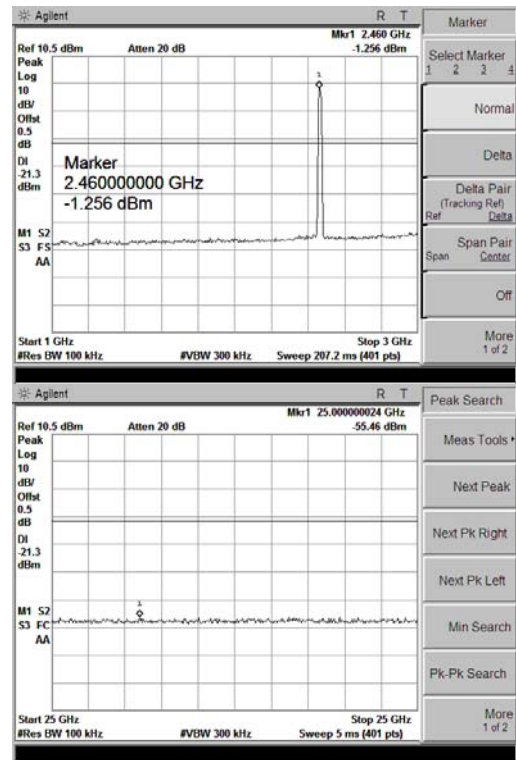 Agilent R T
Mkr1 2.460 GHz
Ref 10.5 dBm Atten 20 dB -1.256 dBm
Peak
Log
10
dB/
Offst
0.5
dB
DI
-21.3
dBm
Marker
2.460000000 GHz
-1.256 dBm
1
M1 S2
S3 FS
AA
Start 1 GHz Stop 3 GHz
#Res BW 100 kHz #VBW 300 kHz Sweep 207.2 ms (401 pts)
Marker
Select Marker
1 2 3 4
Normal
Delta
Delta Pair
(Tracking Ref)
Ref Delta
Span Pair
Span Center
Off
More
1 of 2
Agilent R T
Mkr1 25.000000024 GHz
Ref 10.5 dBm Atten 20 dB -55.46 dBm
Peak
Log
10
dB/
Offst
0.5
dB
DI
-21.3
dBm
1
M1 S2
S3 FC
AA
Start 25 GHz Stop 25 GHz
#Res BW 100 kHz #VBW 300 kHz Sweep 5 ms (401 pts)
Peak Search
Meas Tools
Next Peak
Next Pk Right
Next Pk Left
Min Search
Pk-Pk Search
More
1 of 2